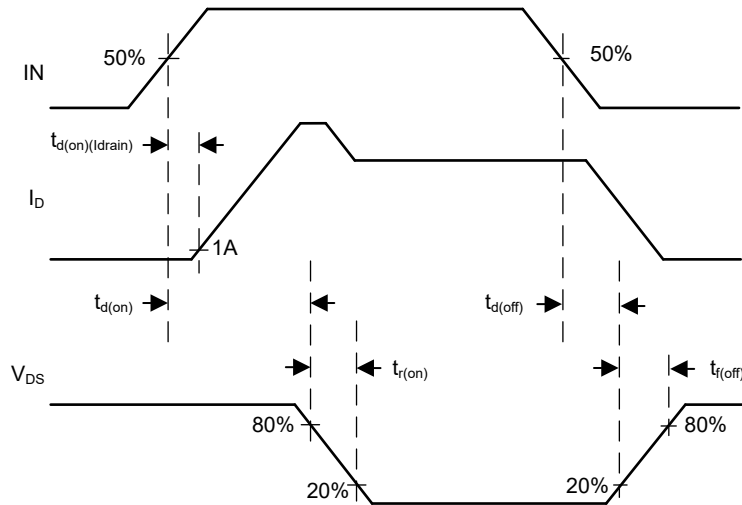 50%
50%
IN
t_d(on)(Idrain)
I_D
1A
t_d(on)
t_d(off)
V_DS
t_r(on)
t_f(off)
80%
80%
20%
20%